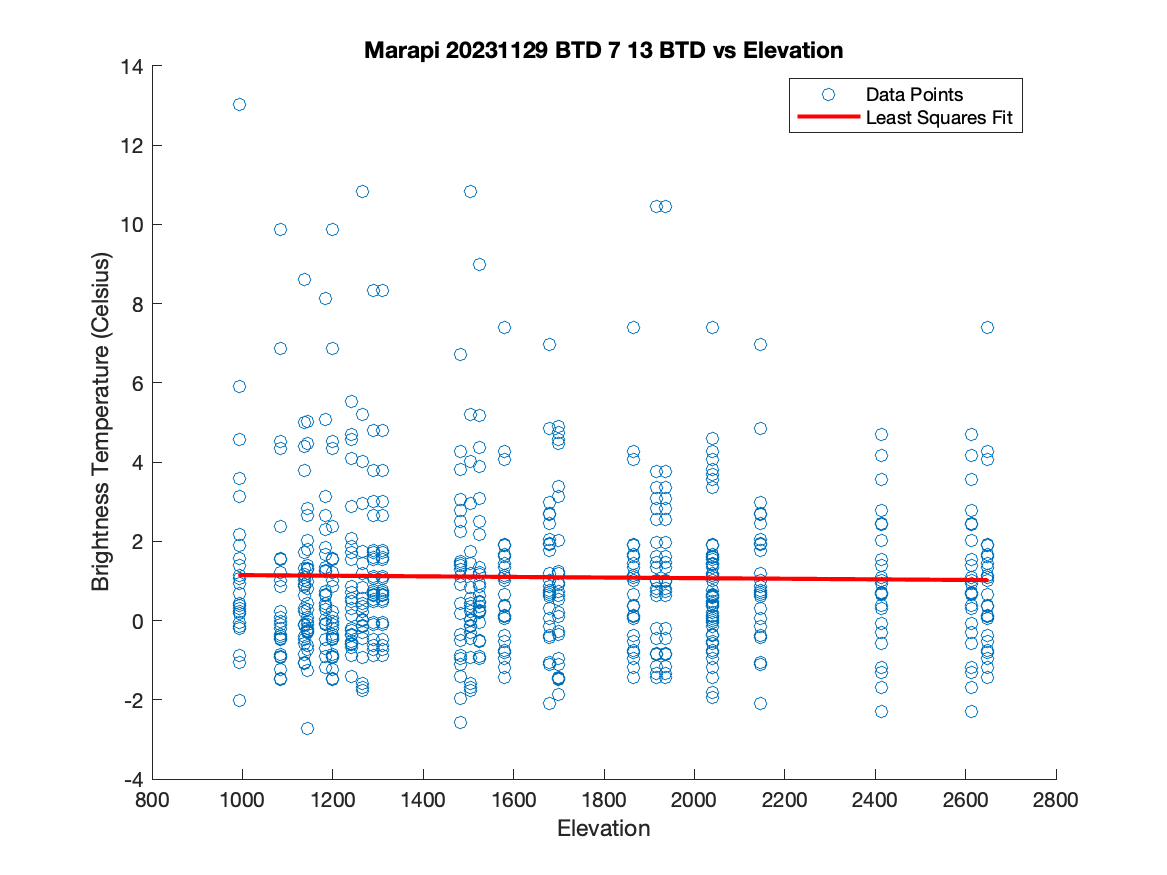 Marapi 20231129 BTD 7 13 BTD vs Elevation
Data Points
Least Squares Fit
Brightness Temperature (Celsius)
14
12
10
8
6
4
2
0
-2
-4
800 1000 1200 1400 1600 1800 2000 2200 2400 2600 2800
Elevation